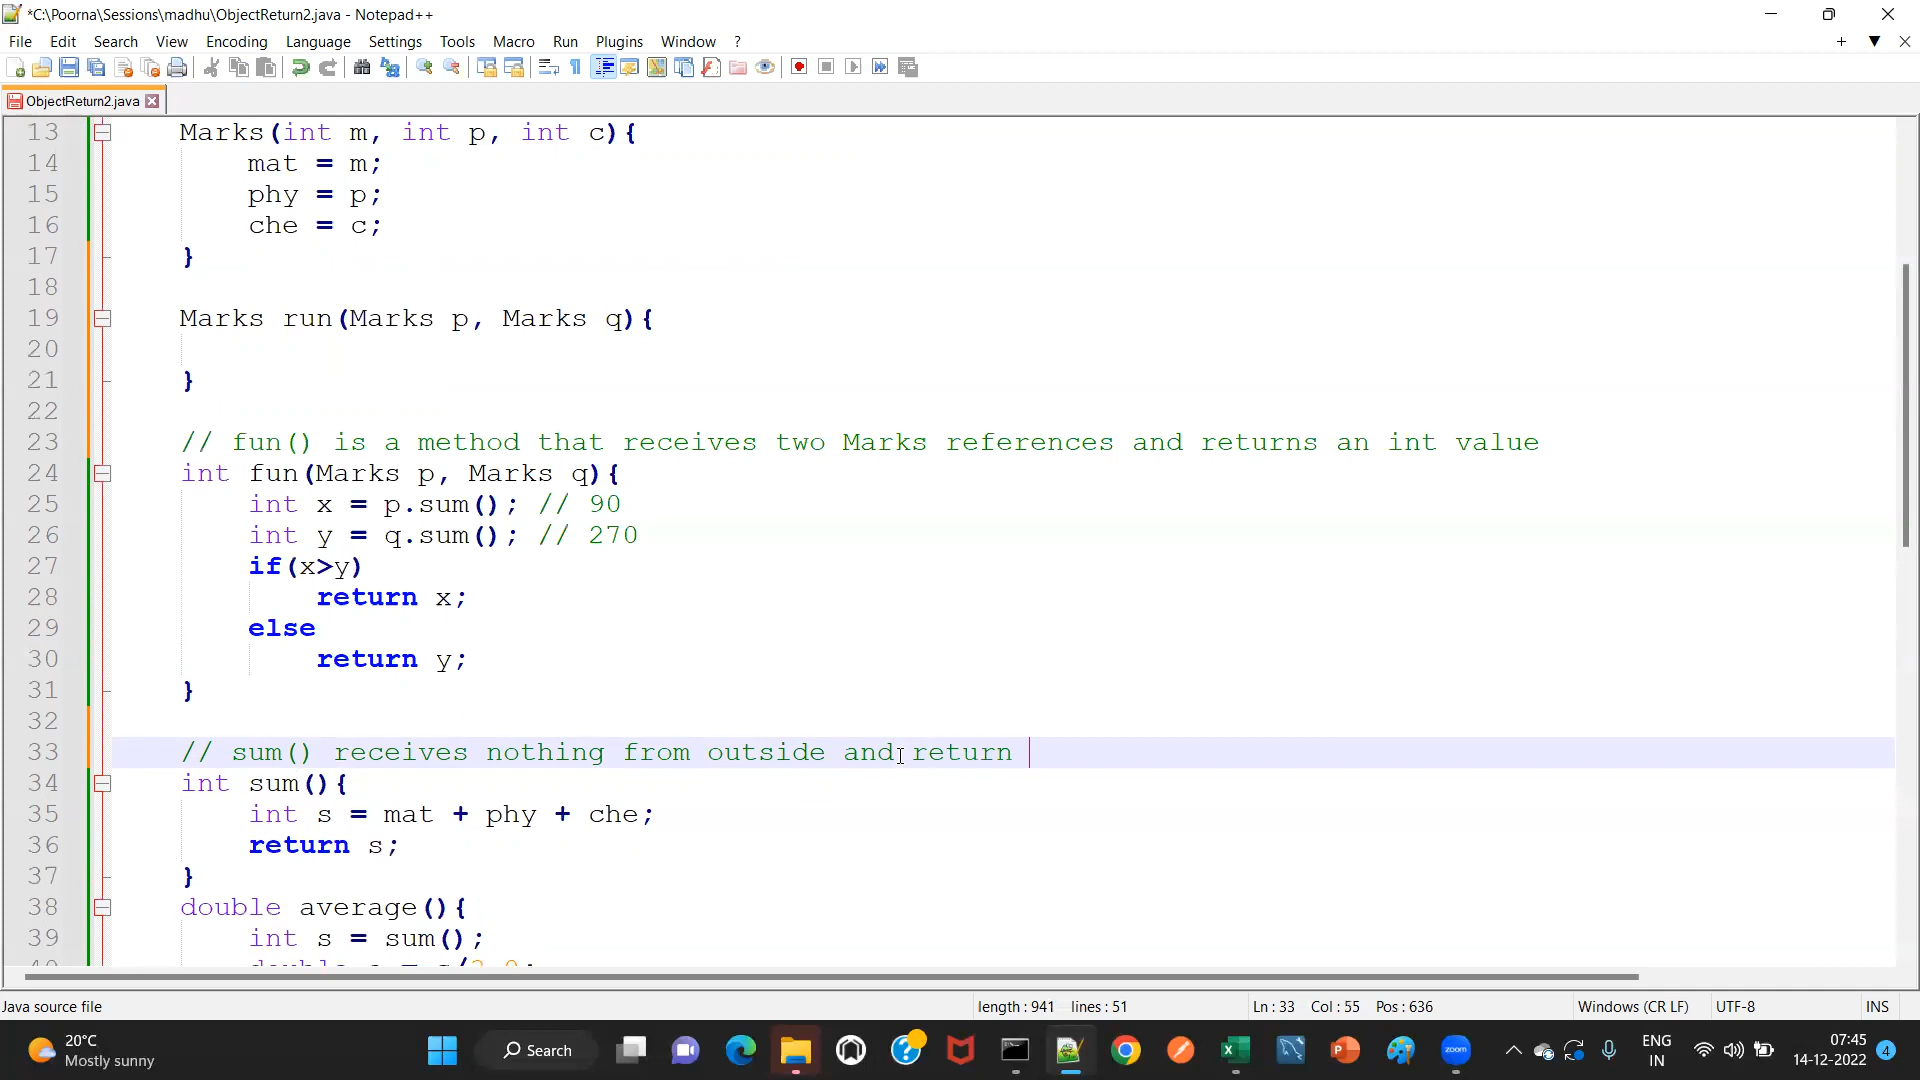 *C:\Poorna\Sessions\madhu\ObjectReturn2.java - Notepad++
File Edit Search View Encoding Language Settings Tools Macro Run Plugins Window ?
ObjectReturn2.java
13 Marks(int m, int p, int c){
14 mat = m;
15 phy = p;
16 che = c;
17 }
18
19 Marks run(Marks p, Marks q){
20
21 }
22
23 // fun() is a method that receives two Marks references and returns an int value
24 int fun(Marks p, Marks q){
25 int x = p.sum(); // 90
26 int y = q.sum(); // 270
27 if(x>y)
28 return x;
29 else
30 return y;
31 }
32
33 // sum() receives nothing from outside and return
34 int sum(){
35 int s = mat + phy + che;
36 return s;
37 }
38 double average(){
39 int s = sum();
Java source file length : 941 lines : 51 Ln : 33 Col : 55 Pos : 636 Windows (CR LF) UTF-8 INS
20°C
Mostly sunny
Search
zoom
ENG
IN
07:45
14-12-2022
4